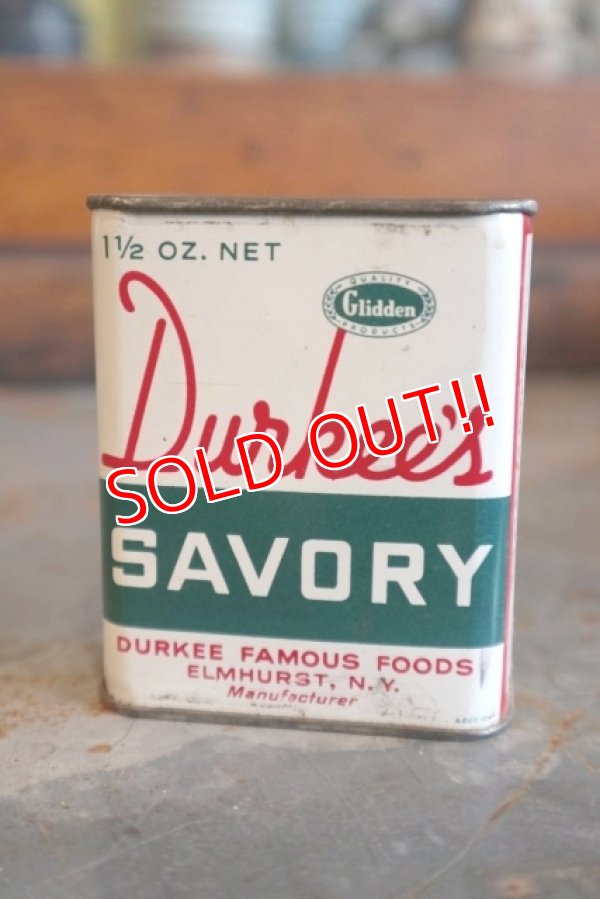 1½ OZ. NET
QUALITY
Glidden
PRODUCTS
Durkee's
SOLD OUT!!
SAVORY
DURKEE FAMOUS FOODS
ELMHURST, N.Y.
Manufacturer